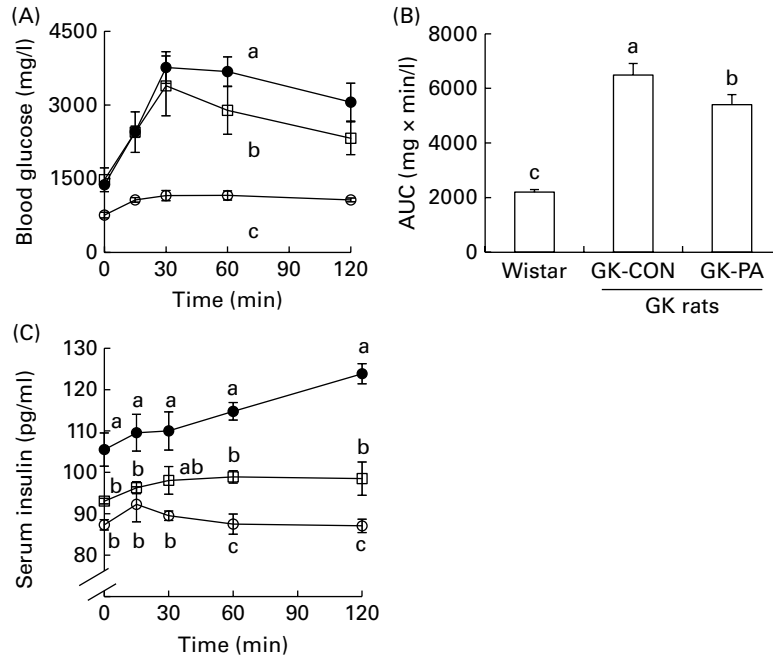 (A)
4500
a
3000
b
1500
c
0
0 30 60 90 120
Blood glucose (mg/l)
Time (min)
(B)
8000
a
6000
b
4000
c
2000
0
AUC (mg × min/l)
Wistar GK-CON GK-PA
GK rats
(C)
130
a
120
a
a a a
110
100
b b ab b b
90
b b b c c
80
0 30 60 90 120
Serum insulin (pg/ml)
Time (min)